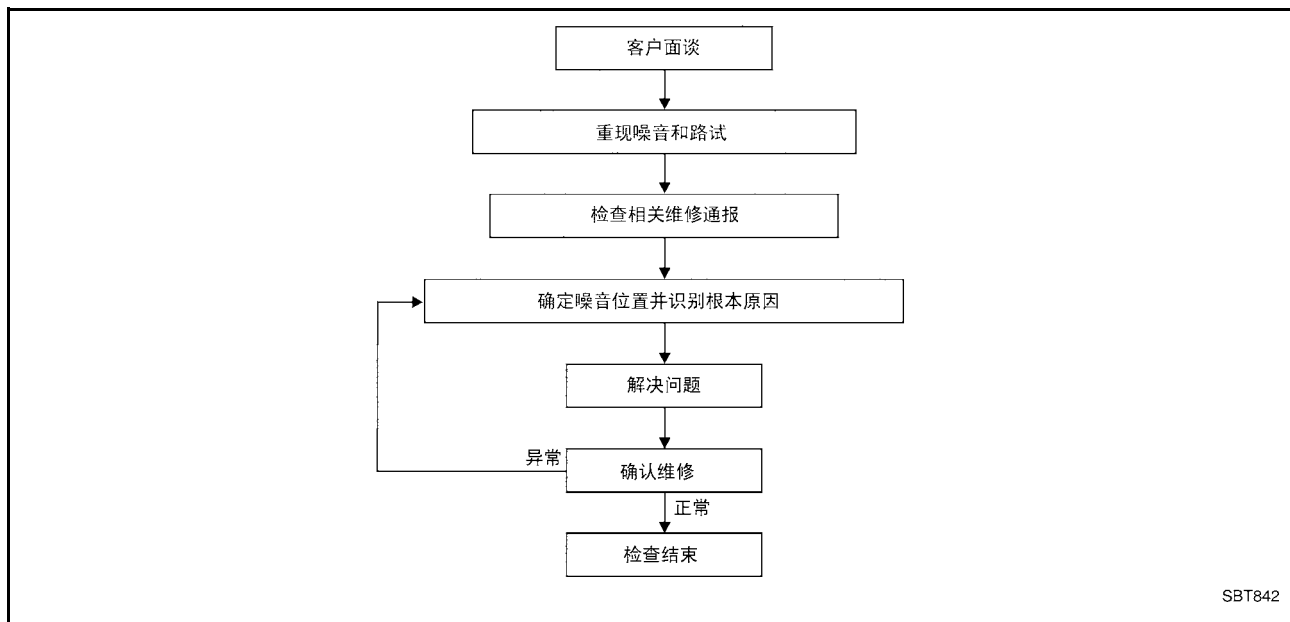 客户面谈
重现噪音和路试
检查相关维修通报
确定噪音位置并识别根本原因
解决问题
异常
确认维修
正常
检查结束
SBT842